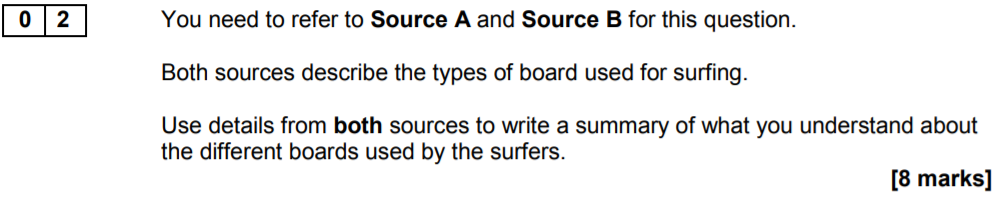 0 2 You need to refer to Source A and Source B for this question.
Both sources describe the types of board used for surfing.
Use details from both sources to write a summary of what you understand about
the different boards used by the surfers.
[8 marks]